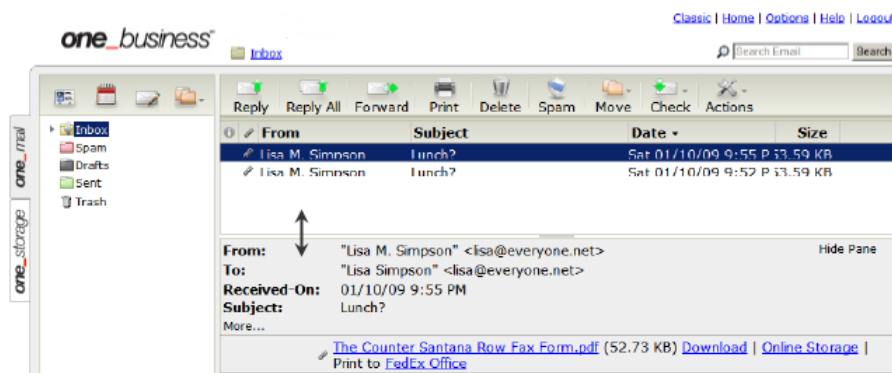 Classic | Home | Options | Help | Logout
one_business
Inbox
Search Email
Search
Reply Reply All Forward Print Delete Spam Move Check Actions
one_mail
one_storage
Inbox
Spam
Drafts
Sent
Trash
From Subject Date Size
Lisa M. Simpson Lunch? Sat 01/10/09 9:55 P 53.59 KB
Lisa M. Simpson Lunch? Sat 01/10/09 9:52 P 53.59 KB
From: "Lisa M. Simpson" <lisa@everyone.net> Hide Pane
To: "Lisa Simpson" <lisa@everyone.net>
Received-On: 01/10/09 9:55 PM
Subject: Lunch?
More...
The Counter Santana Row Fax Form.pdf (52.73 KB) Download | Online Storage |
Print to FedEx Office